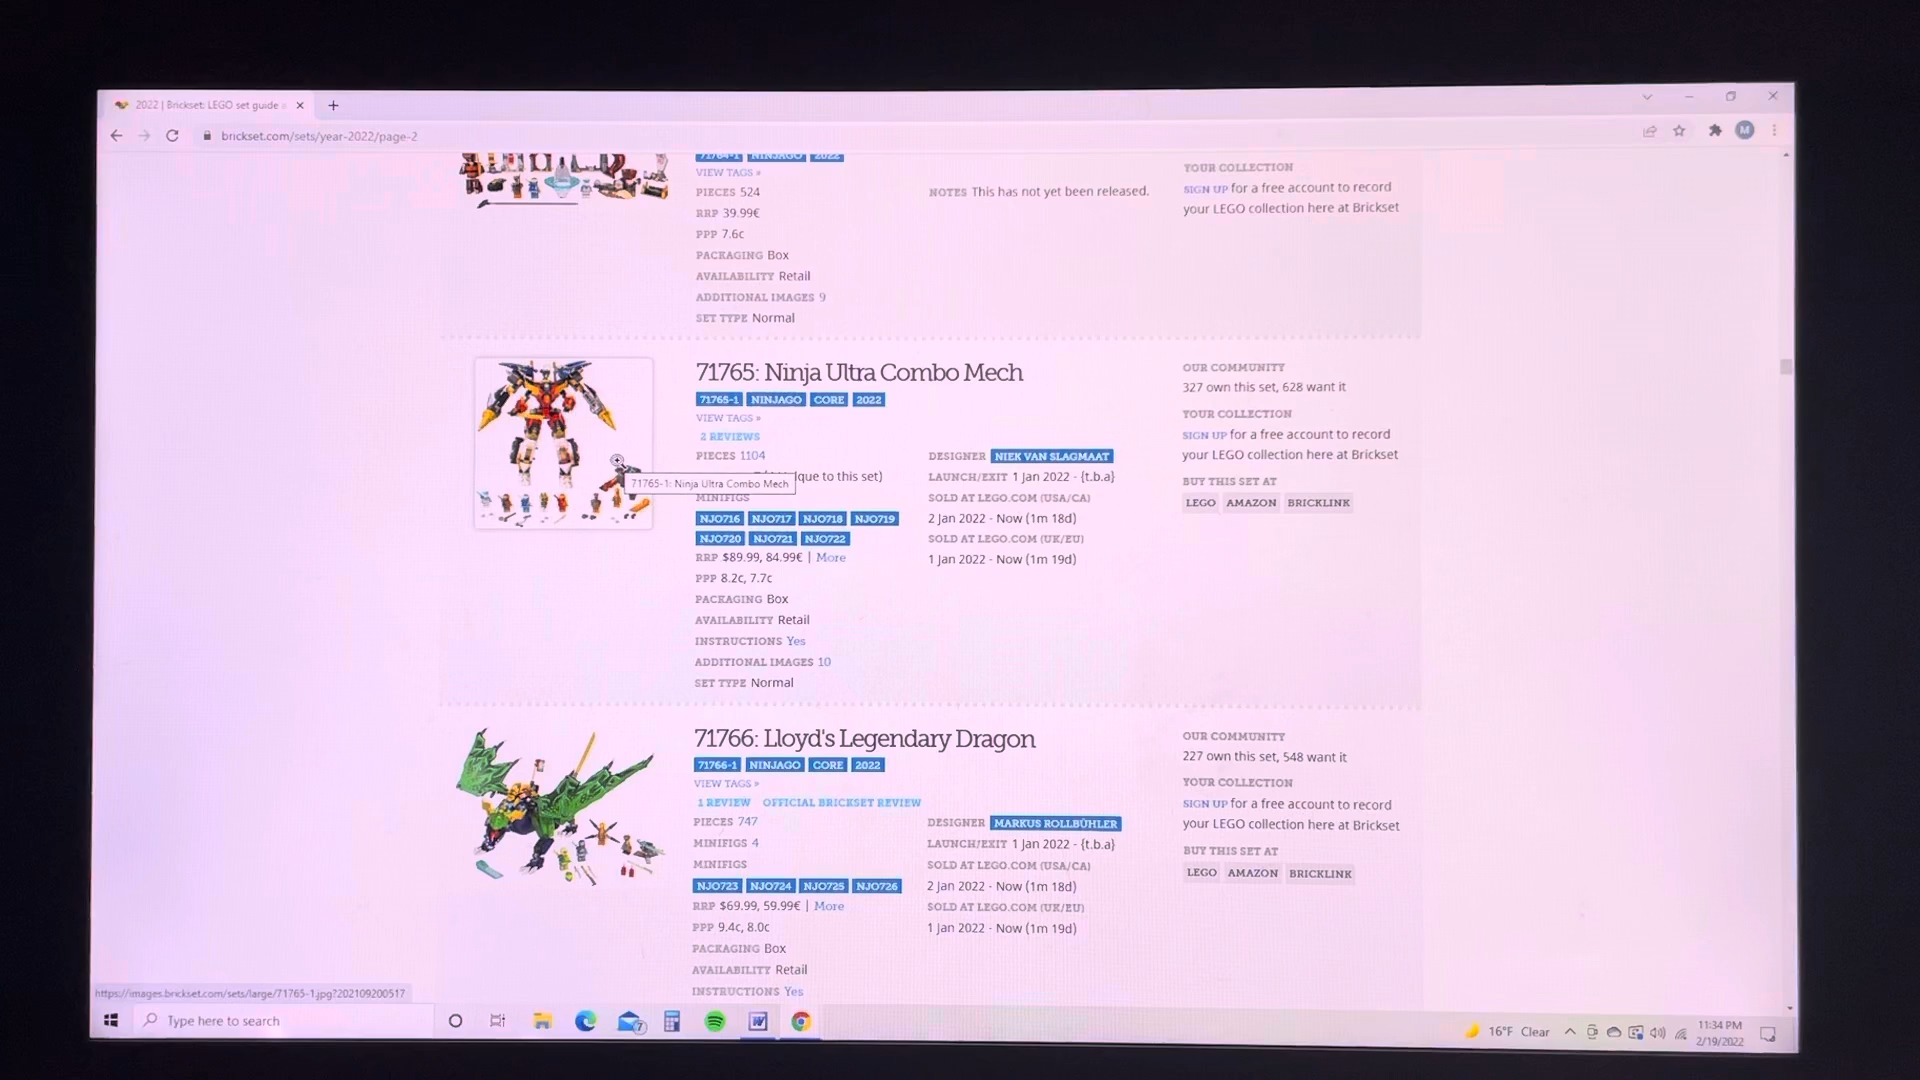 2022 | Brickset: LEGO set guide a
brickset.com/sets/year-2022/page-2
M
71764-1 NINJAGO 2022
VIEW TAGS »
PIECES 524
RRP 39.99€
PPP 7.6c
PACKAGING Box
AVAILABILITY Retail
ADDITIONAL IMAGES 9
SET TYPE Normal
NOTES This has not yet been released.
YOUR COLLECTION
SIGN UP for a free account to record
your LEGO collection here at Brickset
71765: Ninja Ultra Combo Mech
71765-1 NINJAGO CORE 2022
VIEW TAGS »
2 REVIEWS
PIECES 1104
que to this set)
71765-1: Ninja Ultra Combo Mech
MINIFIGS
NJO716 NJO717 NJO718 NJO719
NJO720 NJO721 NJO722
RRP $89.99, 84.99€ | More
PPP 8.2c, 7.7c
PACKAGING Box
AVAILABILITY Retail
INSTRUCTIONS Yes
ADDITIONAL IMAGES 10
SET TYPE Normal
DESIGNER NIEK VAN SLAGMAAT
LAUNCH/EXIT 1 Jan 2022 - {t.b.a}
SOLD AT LEGO.COM (USA/CA)
2 Jan 2022 - Now (1m 18d)
SOLD AT LEGO.COM (UK/EU)
1 Jan 2022 - Now (1m 19d)
OUR COMMUNITY
327 own this set, 628 want it
YOUR COLLECTION
SIGN UP for a free account to record
your LEGO collection here at Brickset
BUY THIS SET AT
LEGO AMAZON BRICKLINK
71766: Lloyd's Legendary Dragon
71766-1 NINJAGO CORE 2022
VIEW TAGS »
1 REVIEW OFFICIAL BRICKSET REVIEW
PIECES 747
MINIFIGS 4
MINIFIGS
NJO723 NJO724 NJO725 NJO726
RRP $69.99, 59.99€ | More
PPP 9.4c, 8.0c
PACKAGING Box
AVAILABILITY Retail
INSTRUCTIONS Yes
DESIGNER MARKUS ROLLBÜHLER
LAUNCH/EXIT 1 Jan 2022 - {t.b.a}
SOLD AT LEGO.COM (USA/CA)
2 Jan 2022 - Now (1m 18d)
SOLD AT LEGO.COM (UK/EU)
1 Jan 2022 - Now (1m 19d)
OUR COMMUNITY
227 own this set, 548 want it
YOUR COLLECTION
SIGN UP for a free account to record
your LEGO collection here at Brickset
BUY THIS SET AT
LEGO AMAZON BRICKLINK
https://images.brickset.com/sets/large/71765-1.jpg?202109200517
Type here to search
7
W
16°F Clear
11:34 PM
2/19/2022